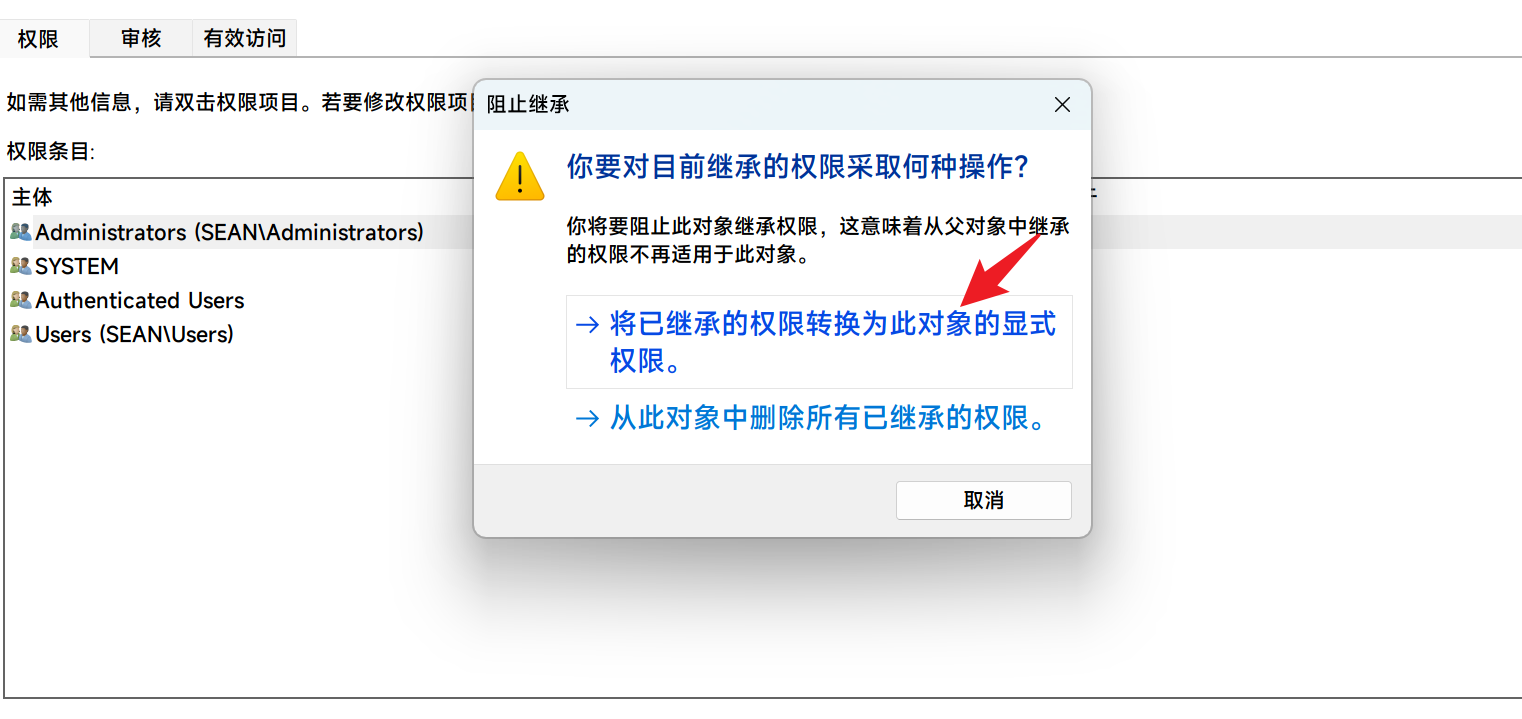 权限 审核 有效访问
如需其他信息，请双击权限项目。若要修改权限项
阻止继承
权限条目:
你要对目前继承的权限采取何种操作?
主体
你将要阻止此对象继承权限，这意味着从父对象中继承
的权限不再适用于此对象。
Administrators (SEAN\Administrators)
SYSTEM
Authenticated Users
Users (SEAN\Users)
→ 将已继承的权限转换为此对象的显式
权限。
→ 从此对象中删除所有已继承的权限。
取消